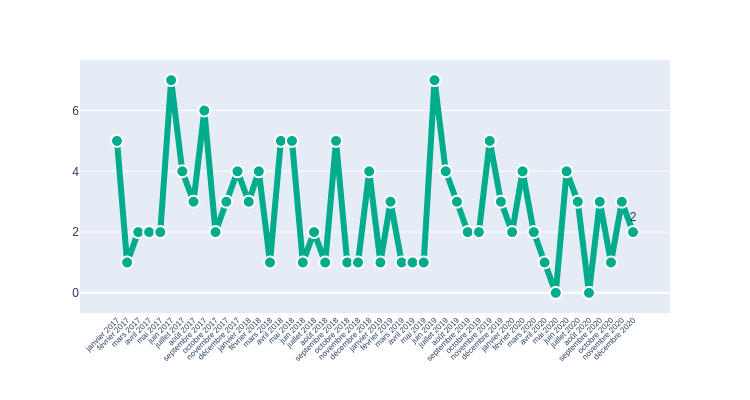 6
4
2
0
2
janvier 2017
février 2017
mars 2017
avril 2017
mai 2017
juin 2017
juillet 2017
août 2017
septembre 2017
octobre 2017
novembre 2017
décembre 2017
janvier 2018
février 2018
mars 2018
avril 2018
mai 2018
juin 2018
juillet 2018
août 2018
septembre 2018
octobre 2018
novembre 2018
décembre 2018
janvier 2019
février 2019
mars 2019
avril 2019
mai 2019
juin 2019
juillet 2019
août 2019
septembre 2019
octobre 2019
novembre 2019
décembre 2019
janvier 2020
février 2020
mars 2020
avril 2020
mai 2020
juin 2020
juillet 2020
août 2020
septembre 2020
octobre 2020
novembre 2020
décembre 2020